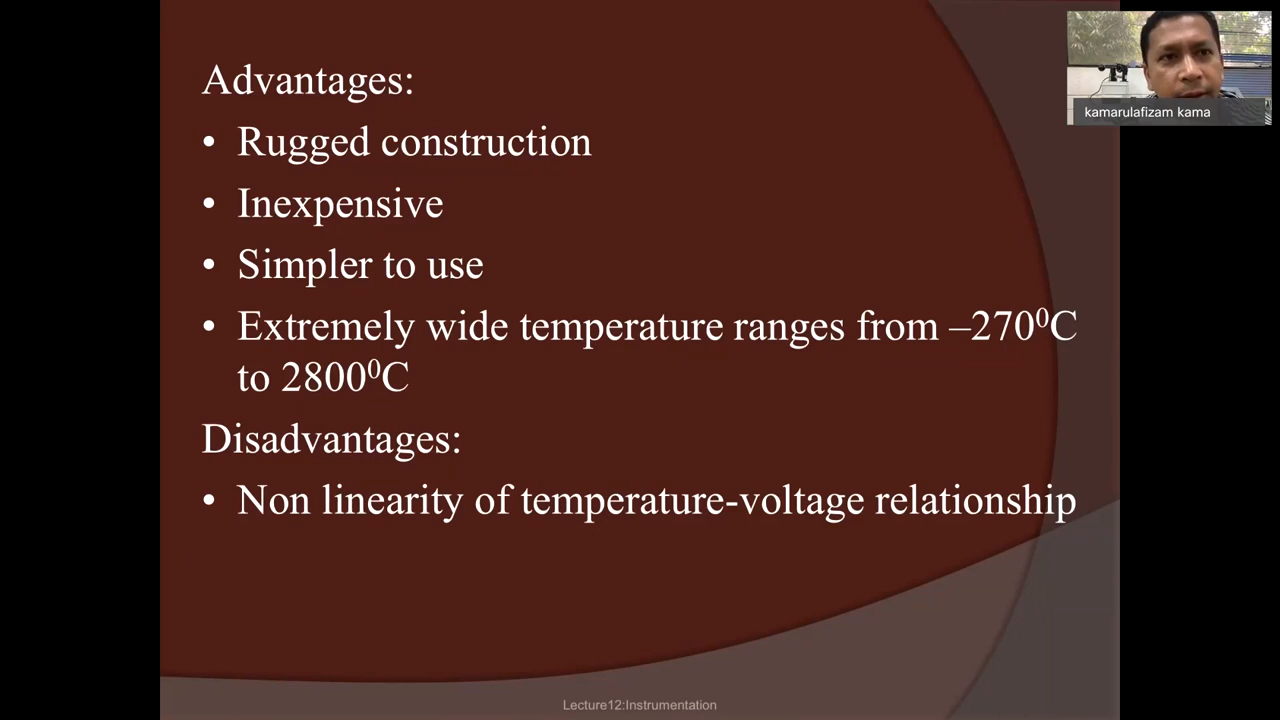 Advantages:
• Rugged construction
• Inexpensive
• Simpler to use
• Extremely wide temperature ranges from –270⁰C
to 2800⁰C
Disadvantages:
• Non linearity of temperature-voltage relationship
Lecture12:Instrumentation
kamarulafizam kama